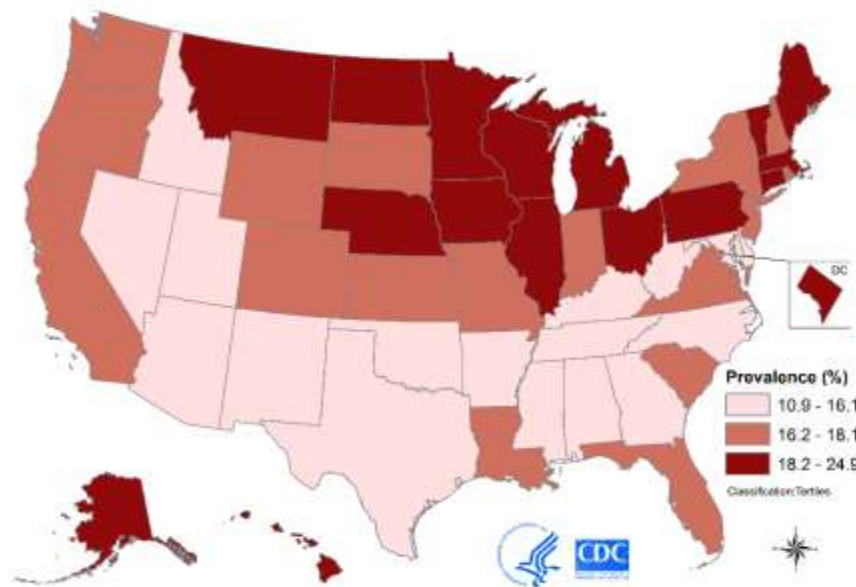 DC
Prevalence (%)
10.9 - 16.1
16.2 - 18.1
18.2 - 24.9
Classification:Tertiles
CDC